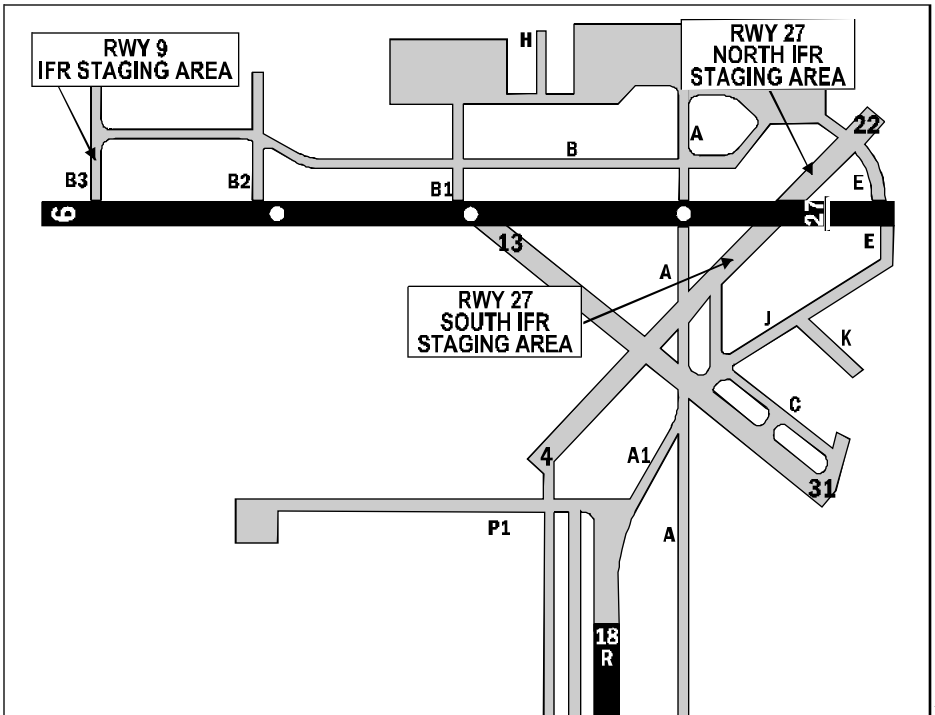 RWY 9
IFR STAGING AREA
RWY 27
NORTH IFR
STAGING AREA
H
A
22
B
B3
B2
B1
E
9
27
13
E
A
RWY 27
SOUTH IFR
STAGING AREA
J
K
C
4
A1
31
P1
A
18
R